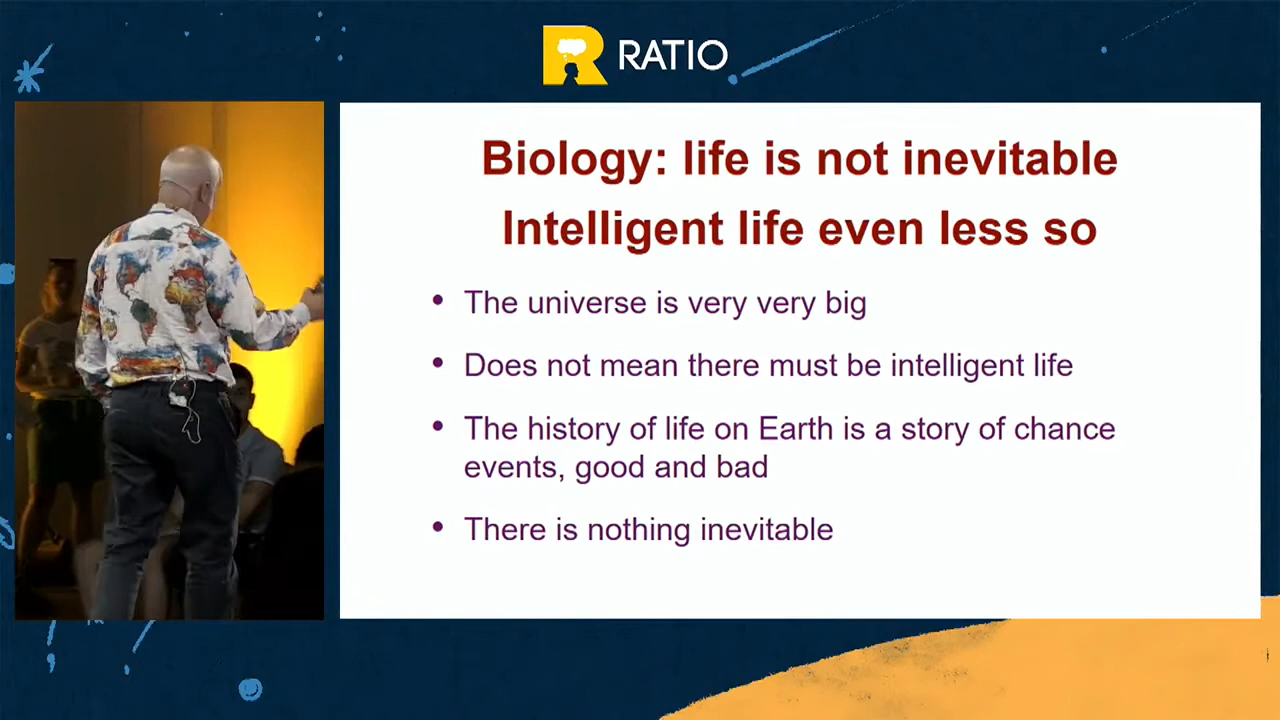 RATIO
Biology: life is not inevitable
Intelligent life even less so
• The universe is very very big
• Does not mean there must be intelligent life
• The history of life on Earth is a story of chance
events, good and bad
• There is nothing inevitable